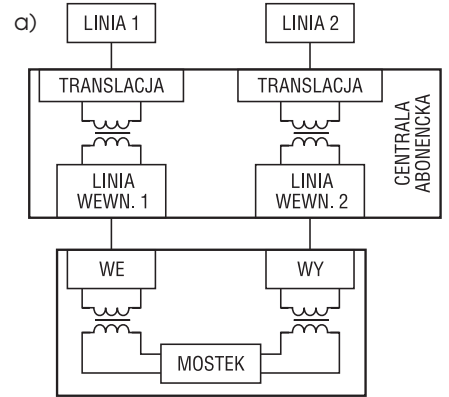 a)
LINIA 1
LINIA 2
TRANSLACJA
TRANSLACJA
LINIA
WEWN. 1
LINIA
WEWN. 2
CENTRALA
ABONENCKA
WE
WY
MOSTEK